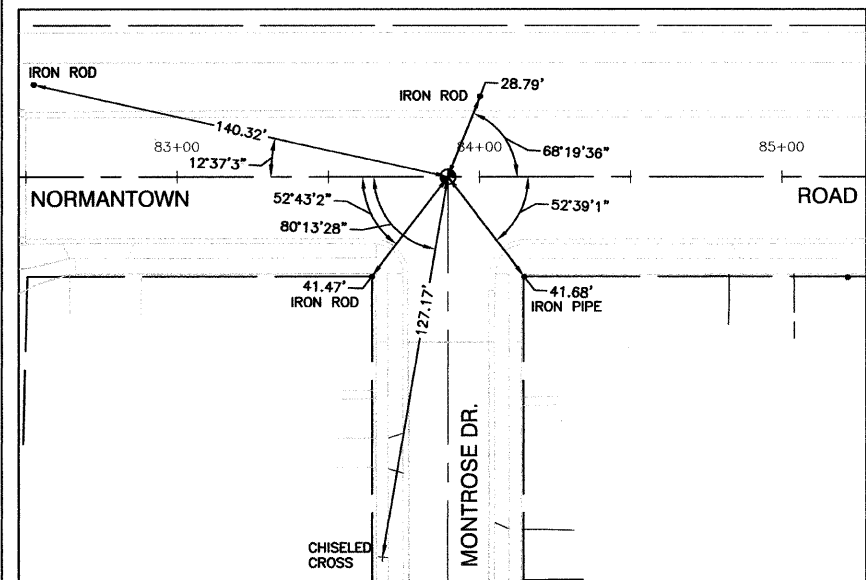 IRON ROD
28.79'
IRON ROD
140.32'
83+00
84+00
85+00
68°19'36"
12°37'3"
NORMANTOWN
52°43'2"
52°39'1"
ROAD
80°13'28"
41.47'
IRON ROD
41.68'
IRON PIPE
127.17'
MONTROSE DR.
CHISELED
CROSS